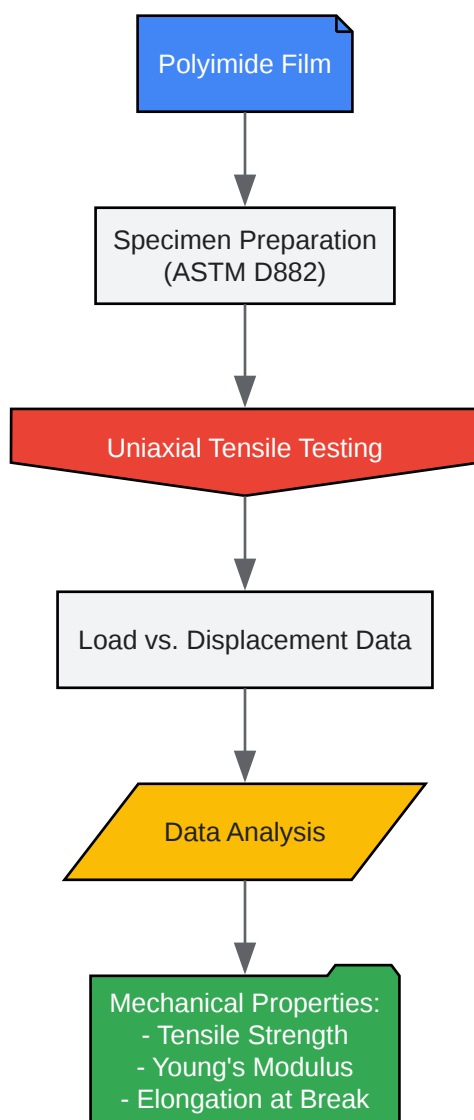 Polyimide Film
Specimen Preparation
(ASTM D882)
Uniaxial Tensile Testing
Load vs. Displacement Data
Data Analysis
Mechanical Properties:
- Tensile Strength
- Young's Modulus
- Elongation at Break